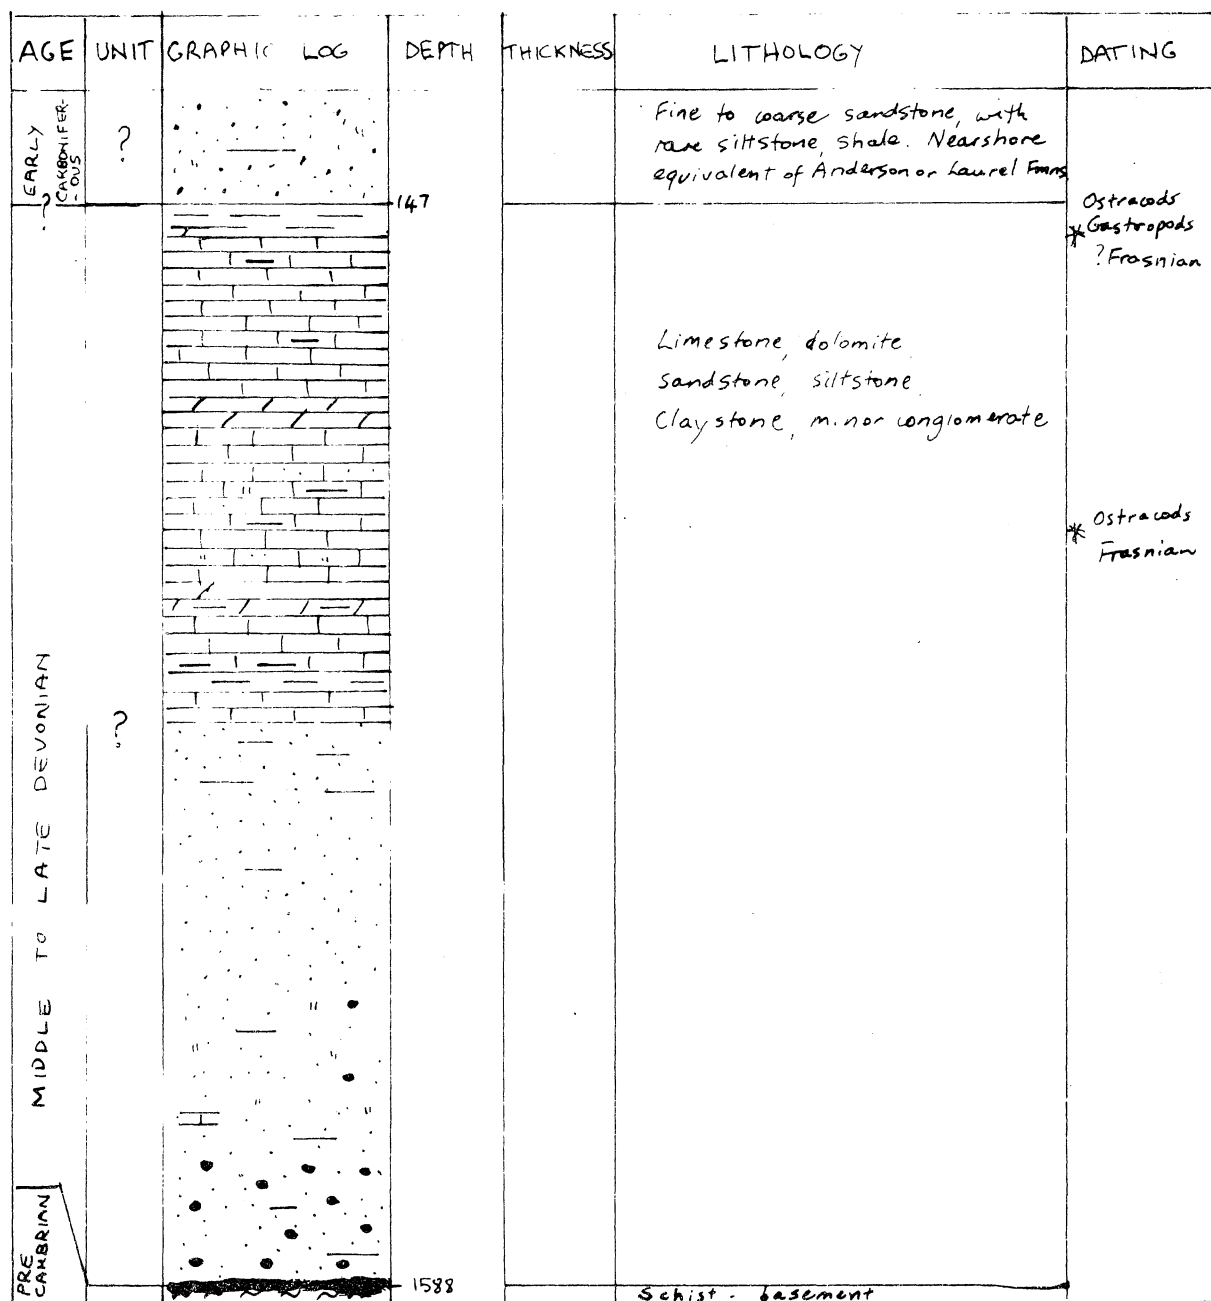 AGE UNIT GRAPHIC LOG DEPTH THICKNESS LITHOLOGY DATING
EARLY
CARBONIFER-
-OUS
?
Fine to coarse sandstone, with
rare siltstone, shale. Nearshore
equivalent of Anderson or Laurel Fmns
?
147
Ostracods
* Gastropods
? Frasnian
Limestone, dolomite
sandstone, siltstone
Claystone, minor conglomerate
* Ostracods
Frasnian
MIDDLE TO LATE DEVONIAN
?
PRE
CAMBRIAN
1588
Schist - basement